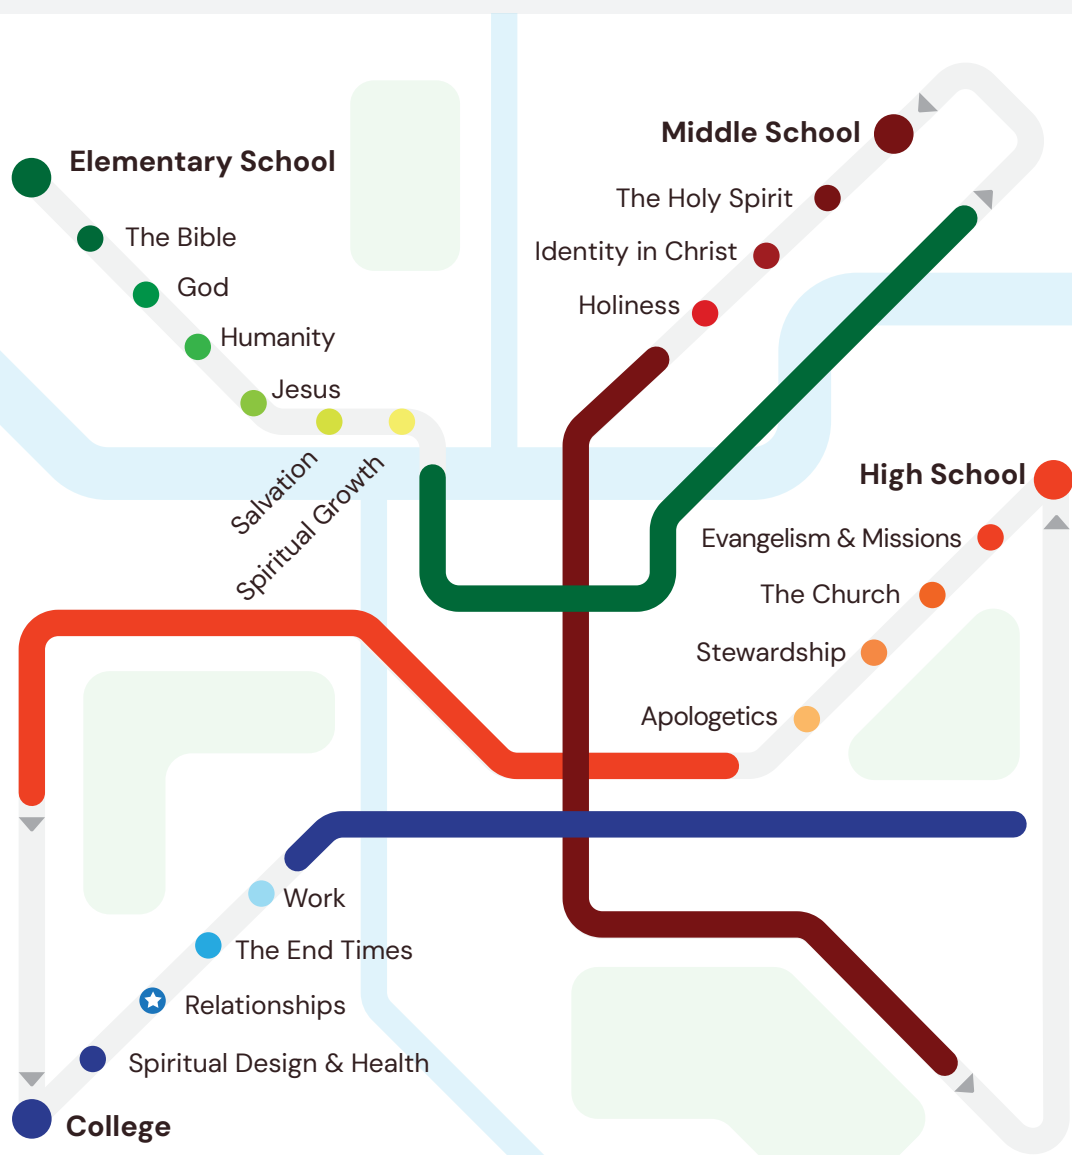 Elementary School
The Bible
God
Humanity
Jesus
Salvation
Spiritual Growth
Middle School
The Holy Spirit
Identity in Christ
Holiness
High School
Evangelism & Missions
The Church
Stewardship
Apologetics
Work
The End Times
Relationships
Spiritual Design & Health
College